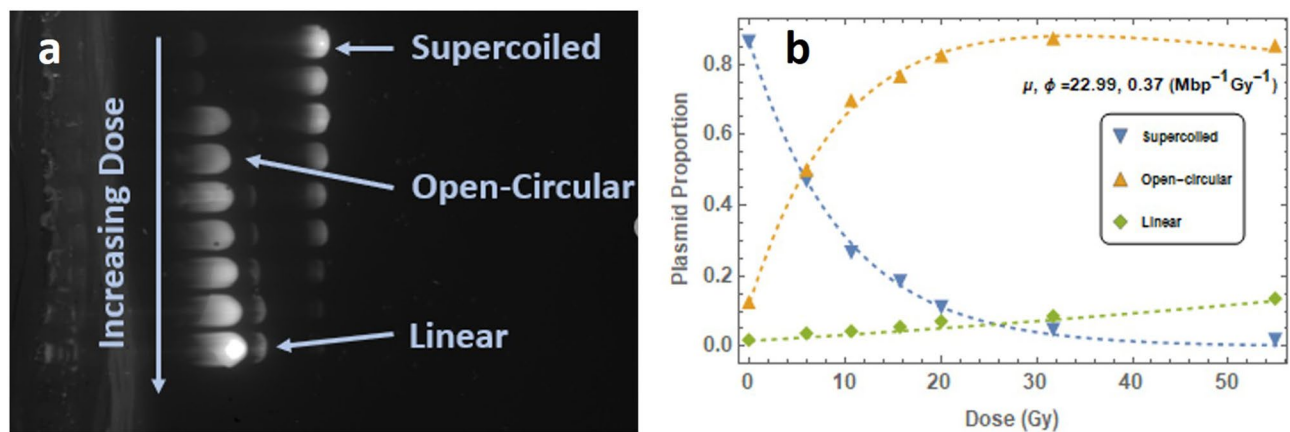 a
Supercoiled
Open-Circular
Linear
Increasing Dose
b
μ, ϕ =22.99, 0.37 (Mbp⁻¹Gy⁻¹)
Supercoiled
Open-circular
Linear
Plasmid Proportion
0.8
0.6
0.4
0.2
0.0
0 10 20 30 40 50
Dose (Gy)